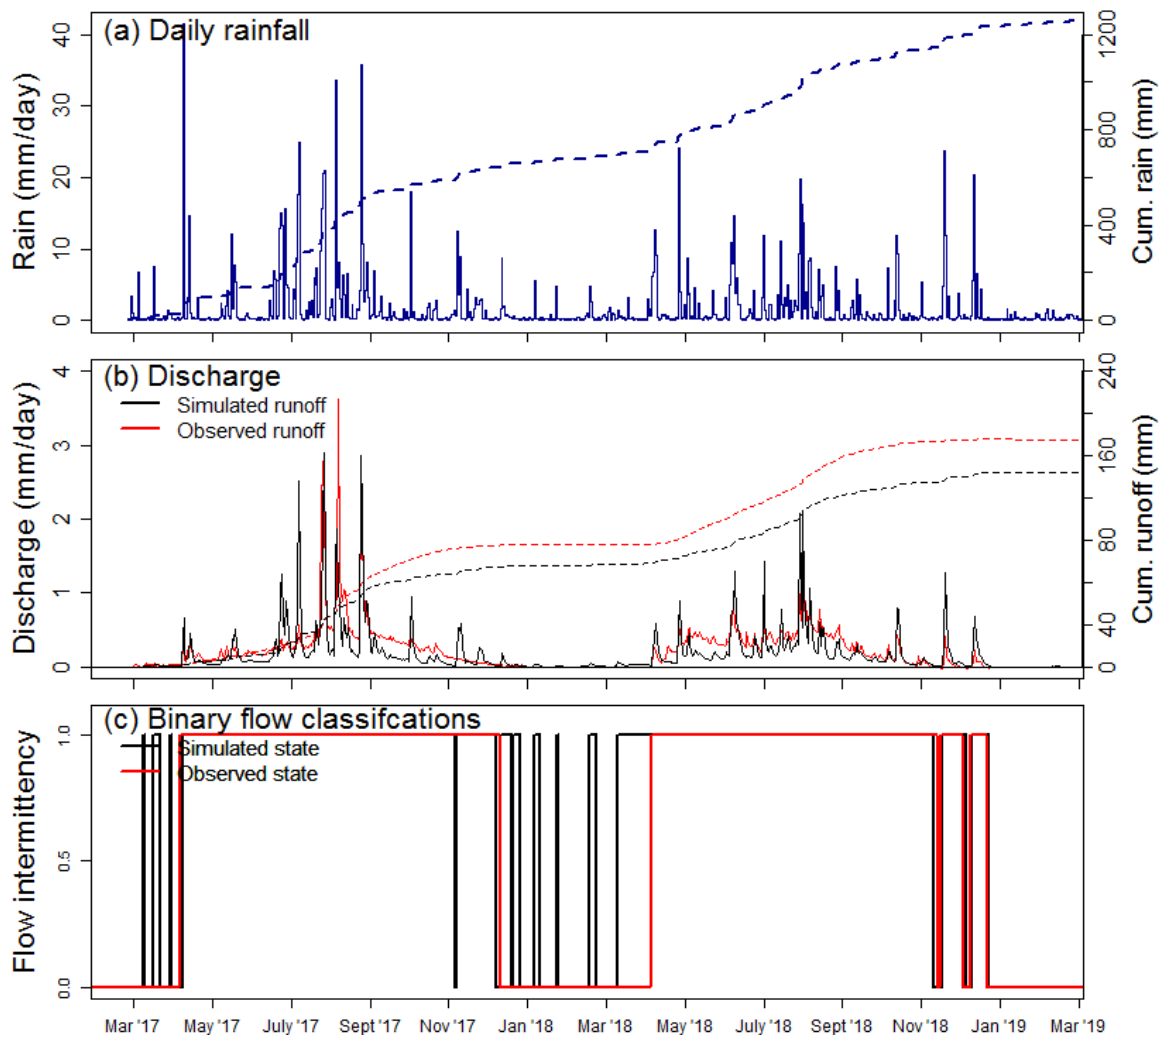 (a) Daily rainfall
Rain (mm/day)
0 10 20 30 40
Cum. rain (mm)
0 400 800 1200
(b) Discharge
Simulated runoff
Observed runoff
Discharge (mm/day)
0 1 2 3 4
Cum. runoff (mm)
0 40 80 160 240
(c) Binary flow classifcations
Simulated state
Observed state
Flow intermittency
0.0 0.5 1.0
Mar '17 May '17 July '17 Sept '17 Nov '17 Jan '18 Mar '18 May '18 July '18 Sept '18 Nov '18 Jan '19 Mar '19